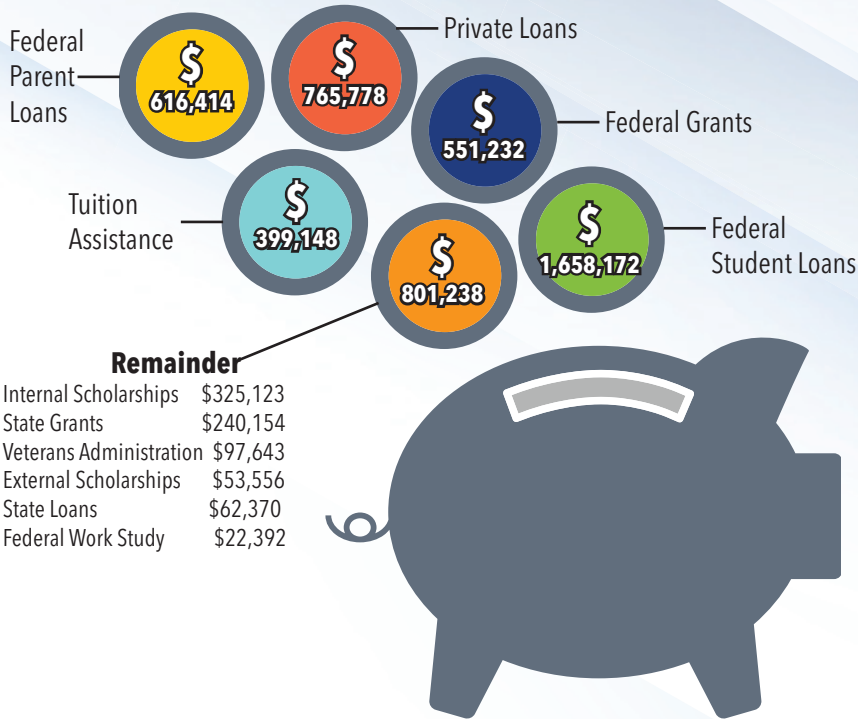 Federal
Parent
Loans
$
616,414
$
765,778
Private Loans
$
551,232
Federal Grants
Tuition
Assistance
$
399,148
$
801,238
$
1,658,172
Federal
Student Loans
Remainder
Internal Scholarships $325,123
State Grants $240,154
Veterans Administration $97,643
External Scholarships $53,556
State Loans $62,370
Federal Work Study $22,392